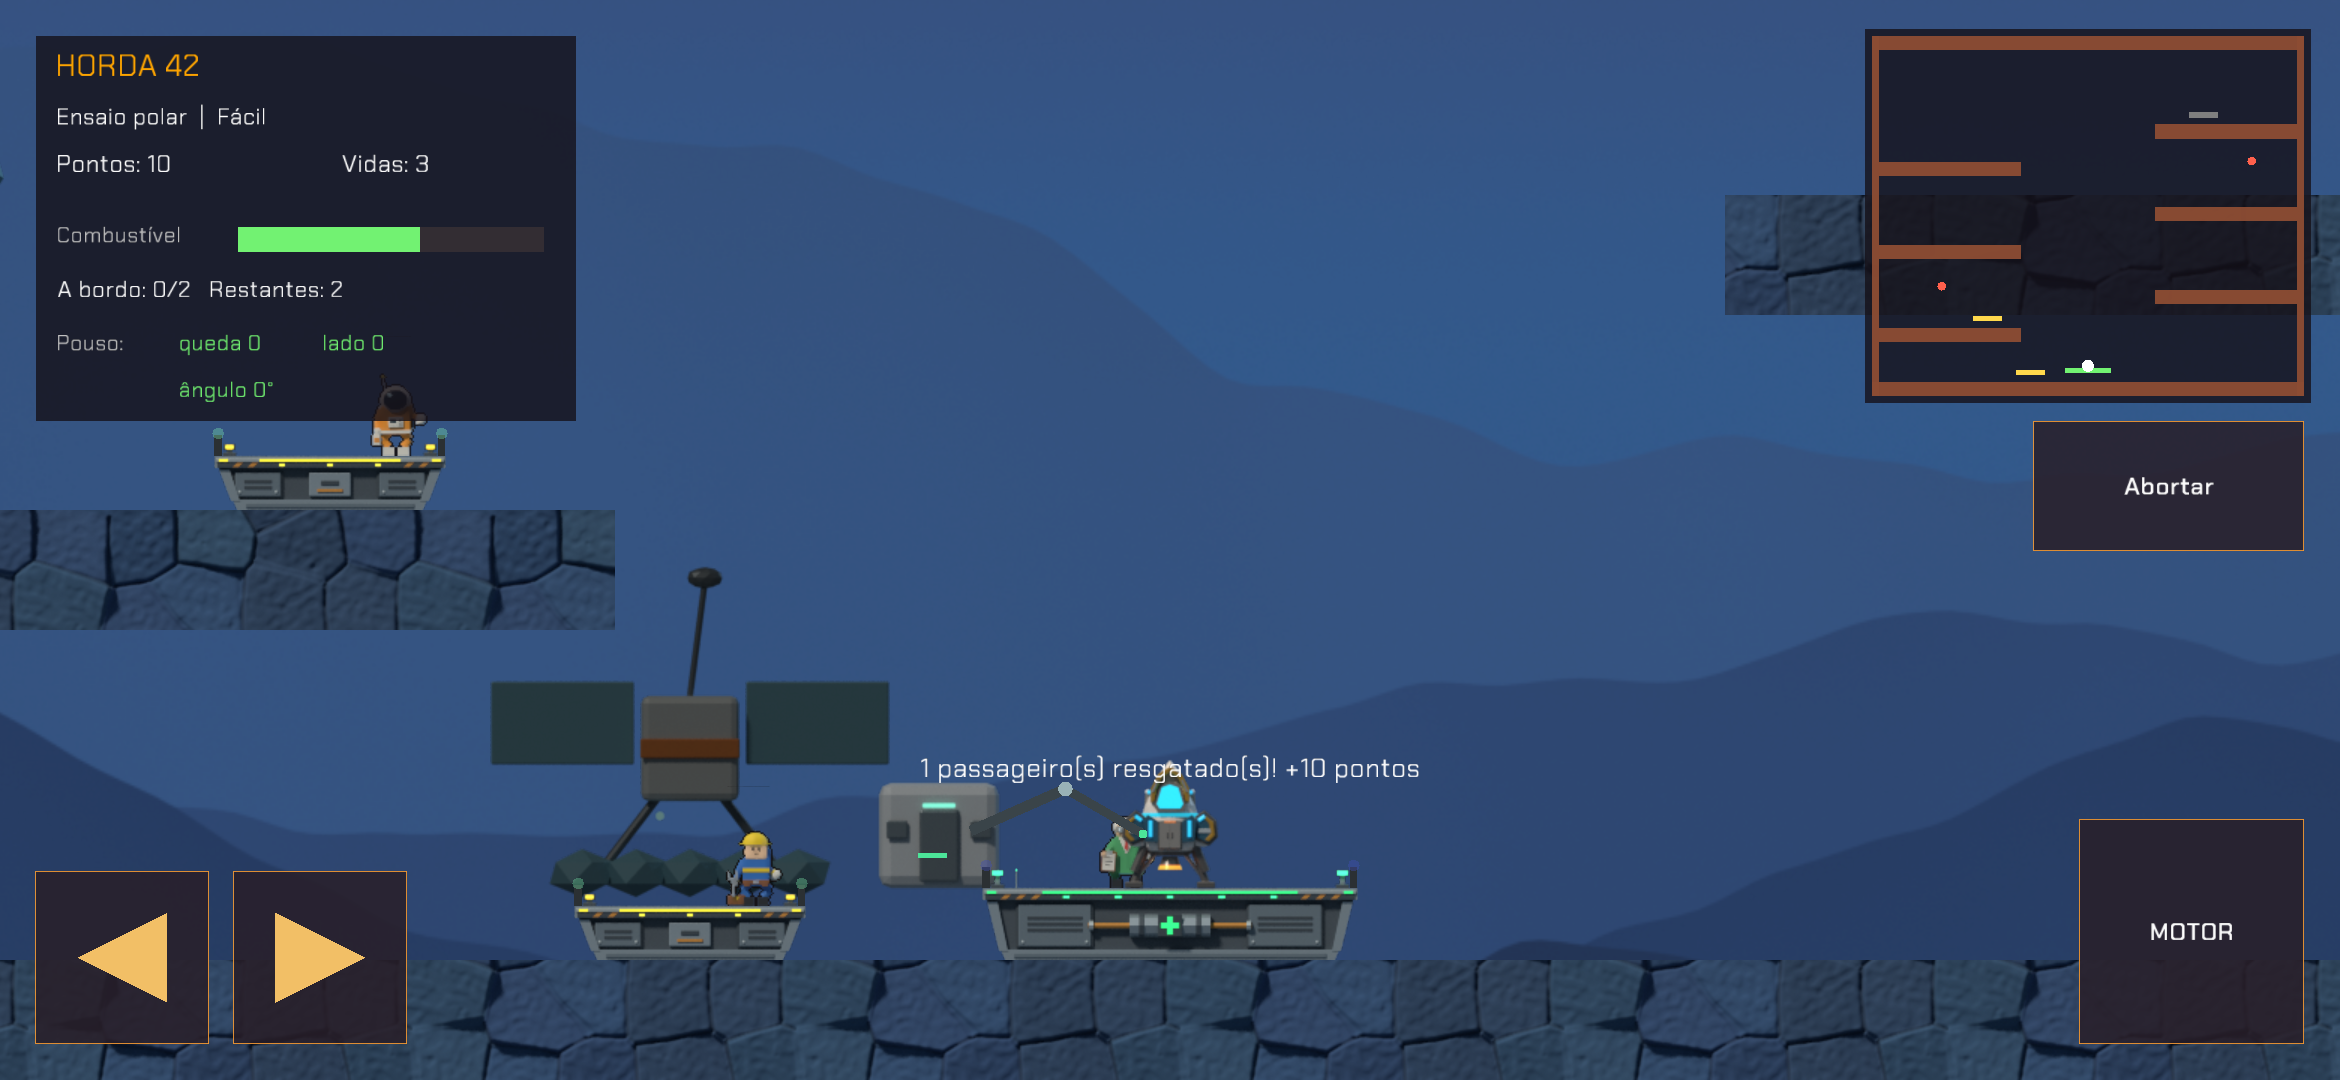 HORDA 42
Ensaio polar | Fácil
Pontos: 10 Vidas: 3
Combustível
A bordo: 0/2 Restantes: 2
Pouso: queda 0 lado 0
ângulo 0°
Abortar
1 passageiro(s) resgatado(s)! +10 pontos
MOTOR